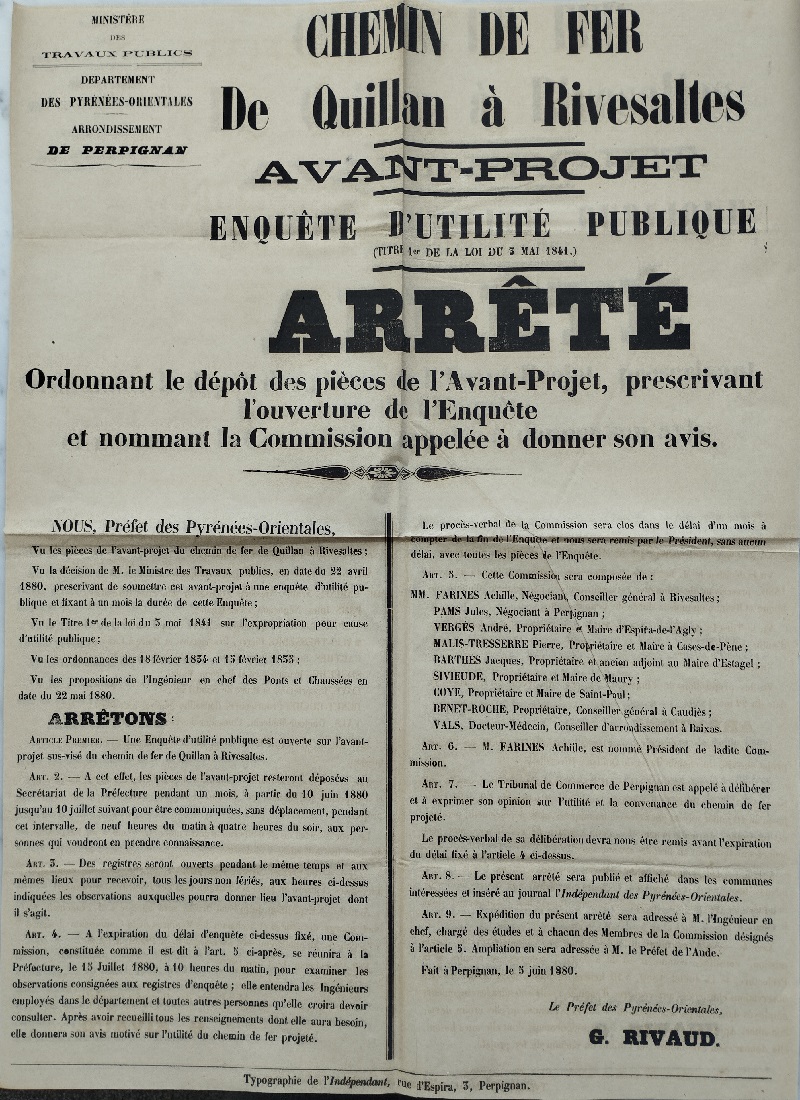 MINISTÈRE
DES
TRAVAUX PUBLICS
DÉPARTEMENT
DES PYRÉNÉES-ORIENTALES
ARRONDISSEMENT
DE PERPIGNAN
CHEMIN DE FER
De Quillan à Rivesaltes
AVANT-PROJET
ENQUÊTE D'UTILITÉ PUBLIQUE
(TITRE 1er DE LA LOI DU 3 MAI 1841.)
ARRÊTÉ
Ordonnant le dépôt des pièces de l'Avant-Projet, prescrivant
l'ouverture de l'Enquête
et nommant la Commission appelée à donner son avis.
NOUS, Préfet des Pyrénées-Orientales,
Vu les pièces de l'avant-projet du chemin de fer de Quillan à Rivesaltes ;
Vu la décision de M. le Ministre des Travaux publics, en date du 22 avril
1880, prescrivant de soumettre cet avant-projet à une enquête d'utilité pu-
blique et fixant à un mois la durée de cette Enquête ;
Vu le Titre 1er de la loi du 3 mai 1841 sur l'expropriation pour cause
d'utilité publique ;
Vu les ordonnances des 18 février 1834 et 15 février 1835 ;
Vu les propositions de l'Ingénieur en chef des Ponts et Chaussées en
date du 22 mai 1880.
ARRÊTONS :
ARTICLE PREMIER. — Une Enquête d'utilité publique est ouverte sur l'avant-
projet sus-visé du chemin de fer de Quillan à Rivesaltes.
ART. 2. — A cet effet, les pièces de l'avant-projet resteront déposées au
Secrétariat de la Préfecture pendant un mois, à partir du 10 juin 1880
jusqu'au 10 juillet suivant pour être communiquées, sans déplacement, pendant
cet intervalle, de neuf heures du matin à quatre heures du soir, aux per-
sonnes qui voudront en prendre connaissance.
ART. 3. — Des registres seront ouverts pendant le même temps et aux
mêmes lieux pour recevoir, tous les jours non fériés, aux heures ci-dessus
indiquées les observations auxquelles pourra donner lieu l'avant-projet dont
il s'agit.
ART. 4. — A l'expiration du délai d'enquête ci-dessus fixé, une Com-
mission, constituée comme il est dit à l'art. 5 ci-après, se réunira à la
Préfecture, le 15 Juillet 1880, à 10 heures du matin, pour examiner les
observations consignées aux registres d'enquête ; elle entendra les Ingénieurs
employés dans le département et toutes autres personnes qu'elle croira devoir
consulter. Après avoir recueilli tous les renseignements dont elle aura besoin,
elle donnera son avis motivé sur l'utilité du chemin de fer projeté.
Le procès-verbal de la Commission sera clos dans le délai d'un mois à
compter de la fin de l'Enquête et nous sera remis par le Président, sans aucun
délai, avec toutes les pièces de l'Enquête.
ART. 5. — Cette Commission sera composée de :
MM. FARINES Achille, Négociant, Conseiller général à Rivesaltes ;
PAMS Jules, Négociant à Perpignan ;
VERGÈS André, Propriétaire et Maire d'Espira-de-l'Agly ;
MALIS-TRESSERRE Pierre, Propriétaire et Maire à Cases-de-Pène ;
BARTHES Jacques, Propriétaire et ancien adjoint au Maire d'Estagel ;
SIVIEUDE, Propriétaire et Maire de Maury ;
COYE, Propriétaire et Maire de Saint-Paul ;
BENET-ROCHE, Propriétaire, Conseiller général à Caudiès ;
VALS, Docteur-Médecin, Conseiller d'arrondissement à Baixas.
ART. 6. — M. FARINES Achille, est nommé Président de ladite Com-
mission.
ART. 7. — Le Tribunal de Commerce de Perpignan est appelé à délibérer
et à exprimer son opinion sur l'utilité et la convenance du chemin de fer
projeté.
Le procès-verbal de sa délibération devra nous être remis avant l'expiration
du délai fixé à l'article 4 ci-dessus.
ART. 8. — Le présent arrêté sera publié et affiché dans les communes
intéressées et inséré au journal l'Indépendant des Pyrénées-Orientales.
ART. 9. — Expédition du présent arrêté sera adressé à M. l'Ingénieur en
chef, chargé des études et à chacun des Membres de la Commission désignés
à l'article 5. Ampliation en sera adressée à M. le Préfet de l'Aude.
Fait à Perpignan, le 5 juin 1880.
Le Préfet des Pyrénées-Orientales,
G. RIVAUD.
Typographie de l'Indépendant, rue d'Espira, 3, Perpignan.